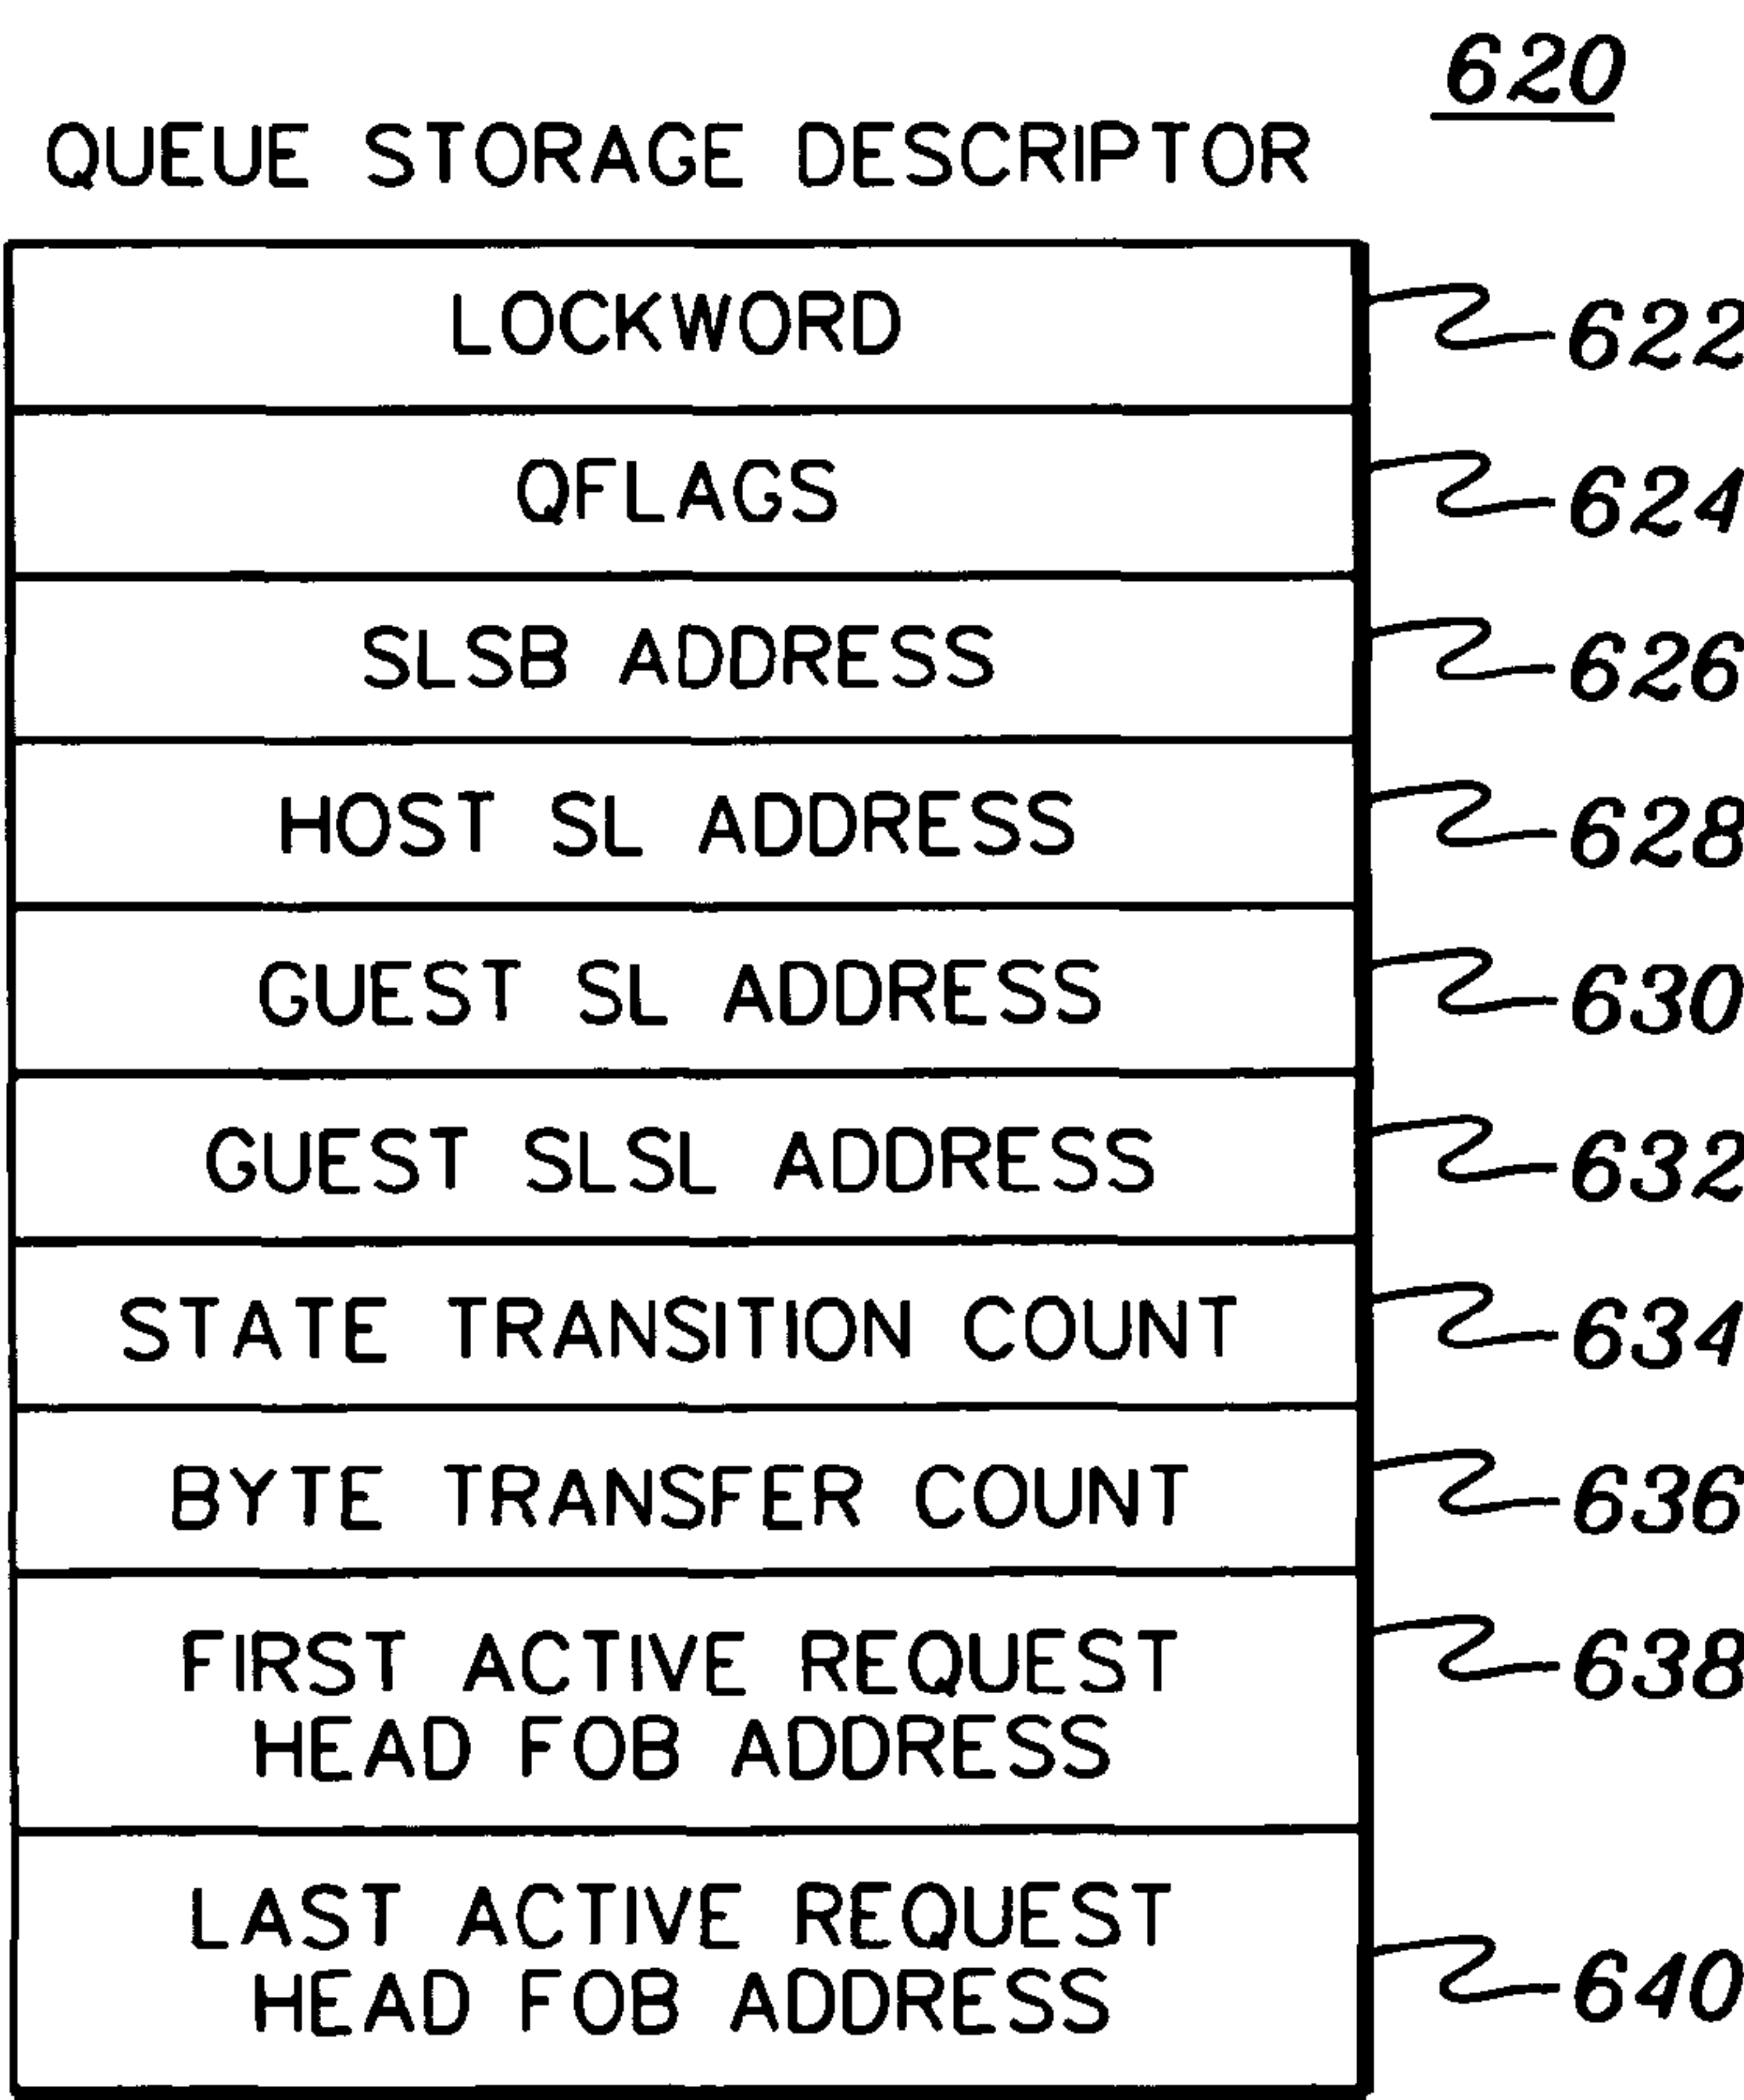 620
QUEUE STORAGE DESCRIPTOR
LOCKWORD
622
QFLAGS
624
SLSB ADDRESS
626
HOST SL ADDRESS
628
GUEST SL ADDRESS
630
GUEST SLSL ADDRESS
632
STATE TRANSITION COUNT
634
BYTE TRANSFER COUNT
636
FIRST ACTIVE REQUEST
638
HEAD FOB ADDRESS
LAST ACTIVE REQUEST
HEAD FOB ADDRESS
640